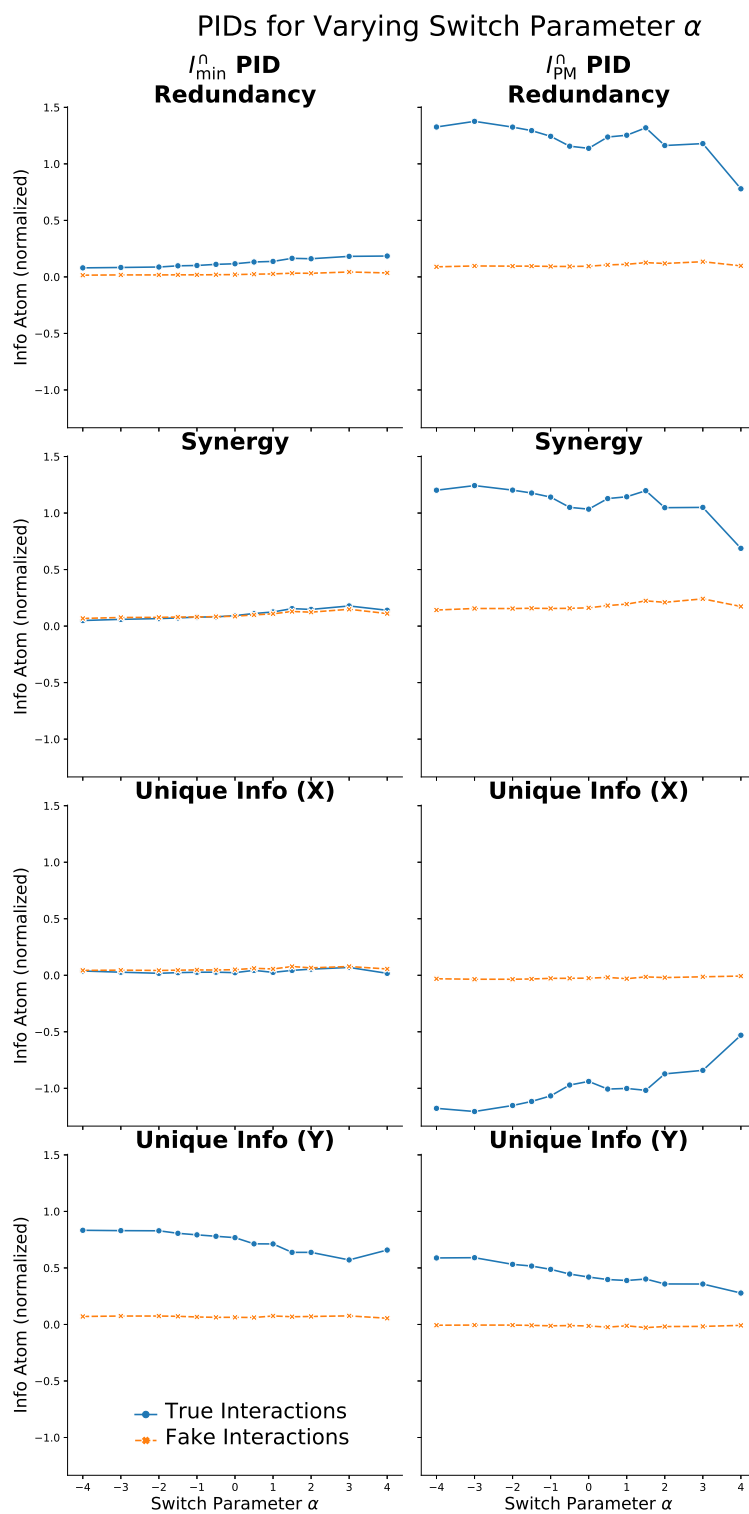 PIDs for Varying Switch Parameter α
I∩min PID
Redundancy
I∩PM PID
Redundancy
1.5
1.0
0.5
0.0
−0.5
−1.0
Info Atom (normalized)
Synergy
Synergy
1.5
1.0
0.5
0.0
−0.5
−1.0
Info Atom (normalized)
Unique Info (X)
Unique Info (X)
1.5
1.0
0.5
0.0
−0.5
−1.0
Info Atom (normalized)
Unique Info (Y)
Unique Info (Y)
1.5
1.0
0.5
0.0
−0.5
−1.0
Info Atom (normalized)
True Interactions
Fake Interactions
−4 −3 −2 −1 0 1 2 3 4
−4 −3 −2 −1 0 1 2 3 4
Switch Parameter α
Switch Parameter α